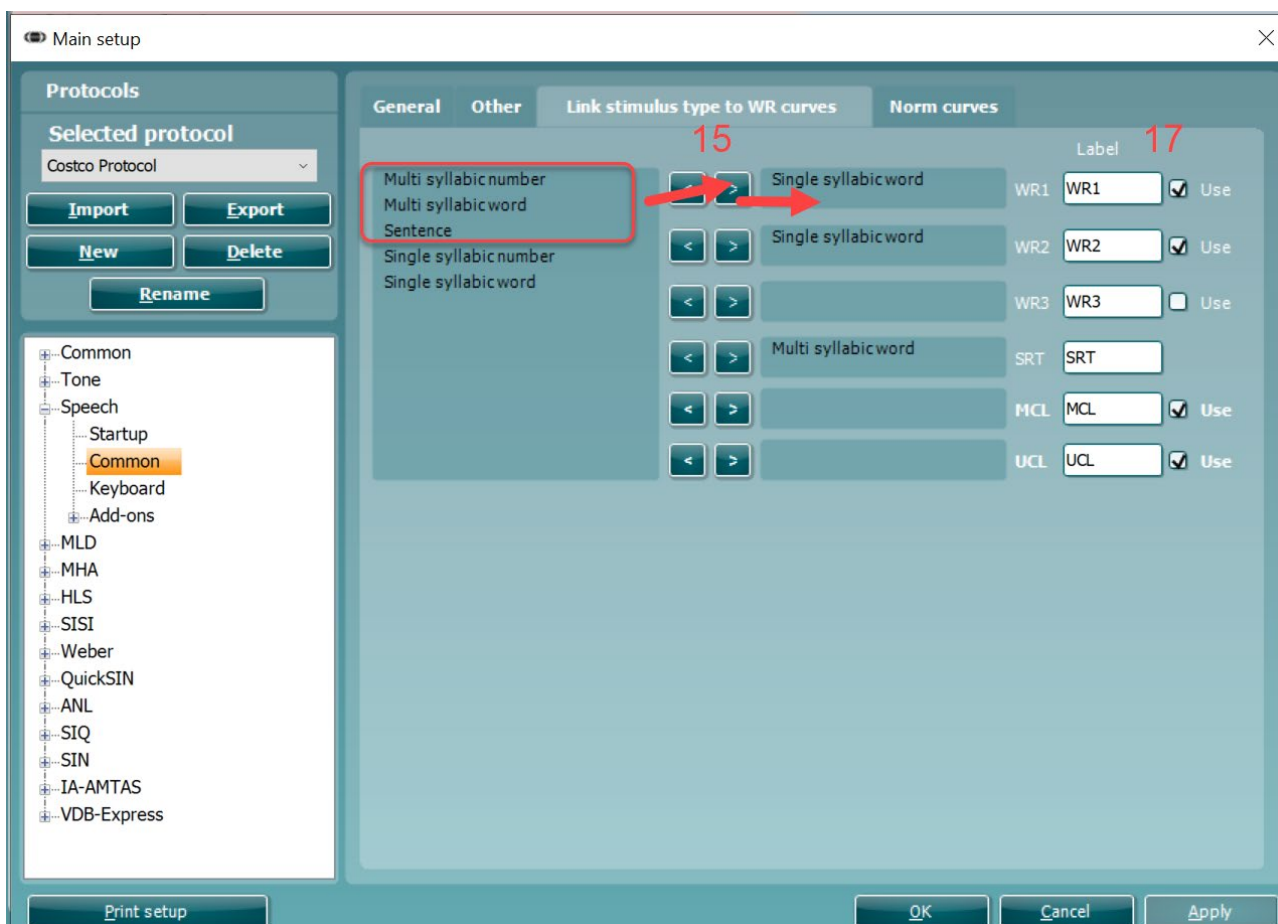 Main setup
Protocols
Selected protocol
Costco Protocol
Import Export
New Delete
Rename
Common
Tone
Speech
Startup
Common
Keyboard
Add-ons
MLD
MHA
HLS
SISI
Weber
QuickSIN
ANL
SIQ
SIN
IA-AMTAS
VDB-Express
General Other Link stimulus type to WR curves Norm curves
15
Label 17
Multi syllabic number
Multi syllabic word
Sentence
Single syllabic number
Single syllabic word
< > Single syllabic word WR1 WR1 Use
< > Single syllabic word WR2 WR2 Use
< > WR3 WR3 Use
< > Multi syllabic word SRT SRT
< > MCL MCL Use
< > UCL UCL Use
Print setup OK Cancel Apply